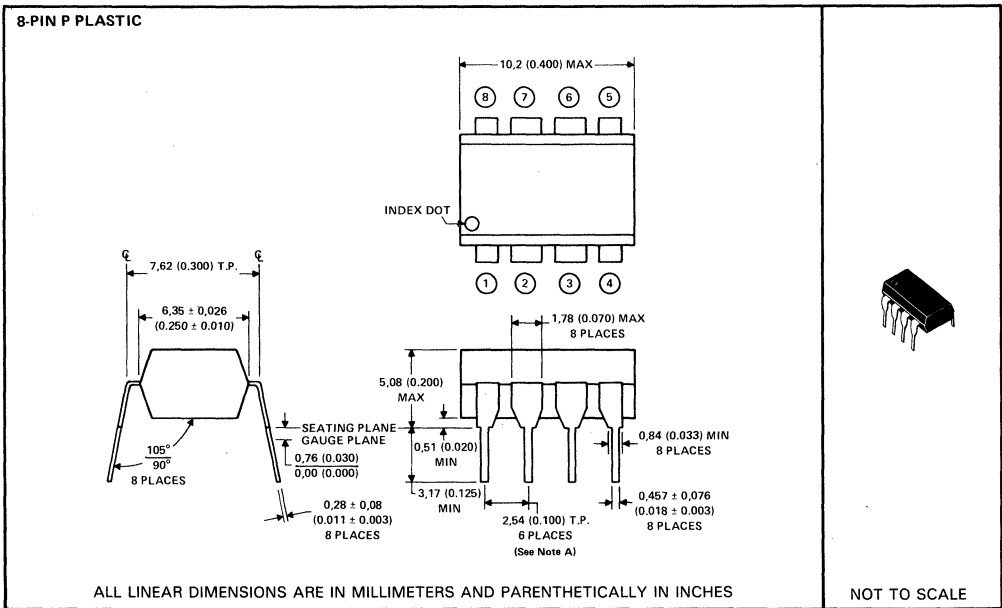 8-PIN P PLASTIC
10,2 (0.400) MAX
8 7 6 5
INDEX DOT
1 2 3 4
℄ ℄
7,62 (0.300) T.P.
6,35 ± 0,026
(0.250 ± 0.010)
105°
90°
8 PLACES
SEATING PLANE
GAUGE PLANE
0,76 (0.030)
0,00 (0.000)
0,28 ± 0,08
(0.011 ± 0.003)
8 PLACES
1,78 (0.070) MAX
8 PLACES
5,08 (0.200)
MAX
0,51 (0.020)
MIN
3,17 (0.125)
MIN
2,54 (0.100) T.P.
6 PLACES
(See Note A)
0,84 (0.033) MIN
8 PLACES
0,457 ± 0,076
(0.018 ± 0.003)
8 PLACES
ALL LINEAR DIMENSIONS ARE IN MILLIMETERS AND PARENTHETICALLY IN INCHES
NOT TO SCALE